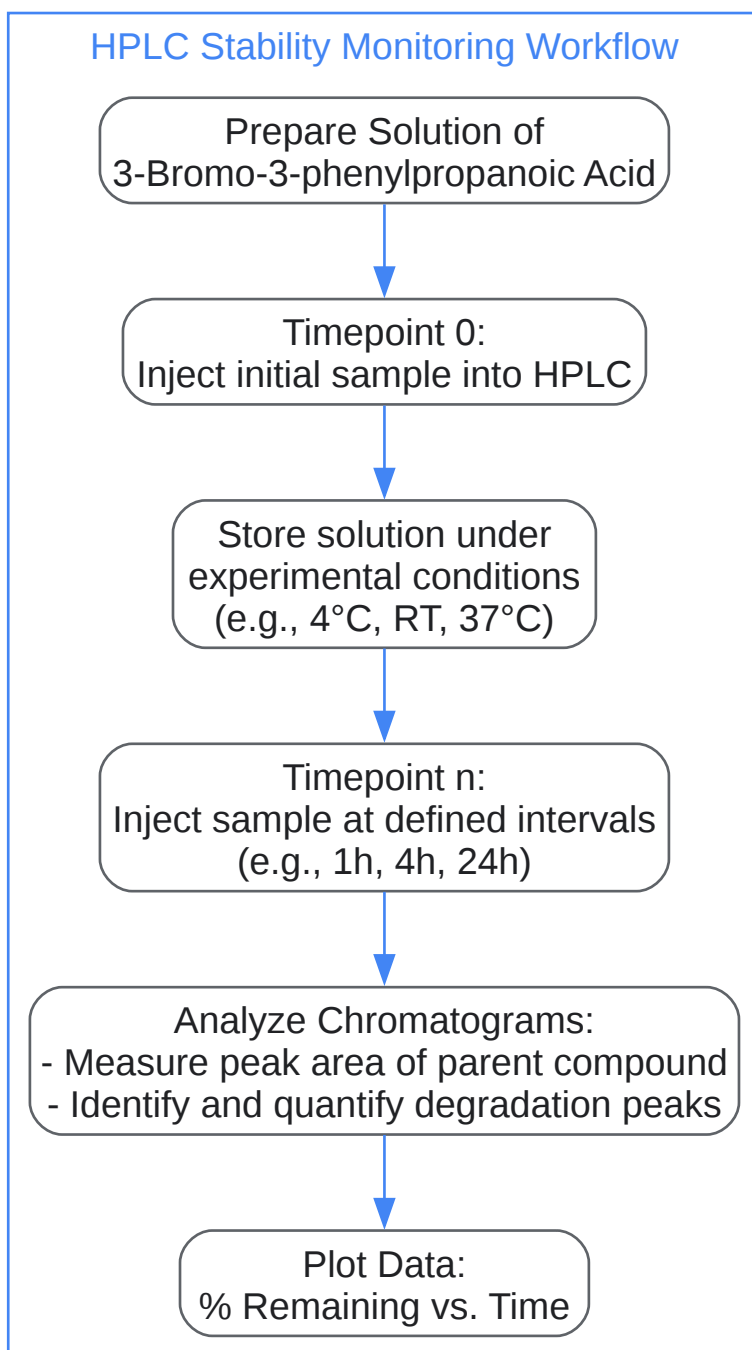 HPLC Stability Monitoring Workflow
Prepare Solution of
3-Bromo-3-phenylpropanoic Acid
Timepoint 0:
Inject initial sample into HPLC
Store solution under
experimental conditions
(e.g., 4°C, RT, 37°C)
Timepoint n:
Inject sample at defined intervals
(e.g., 1h, 4h, 24h)
Analyze Chromatograms:
- Measure peak area of parent compound
- Identify and quantify degradation peaks
Plot Data:
% Remaining vs. Time